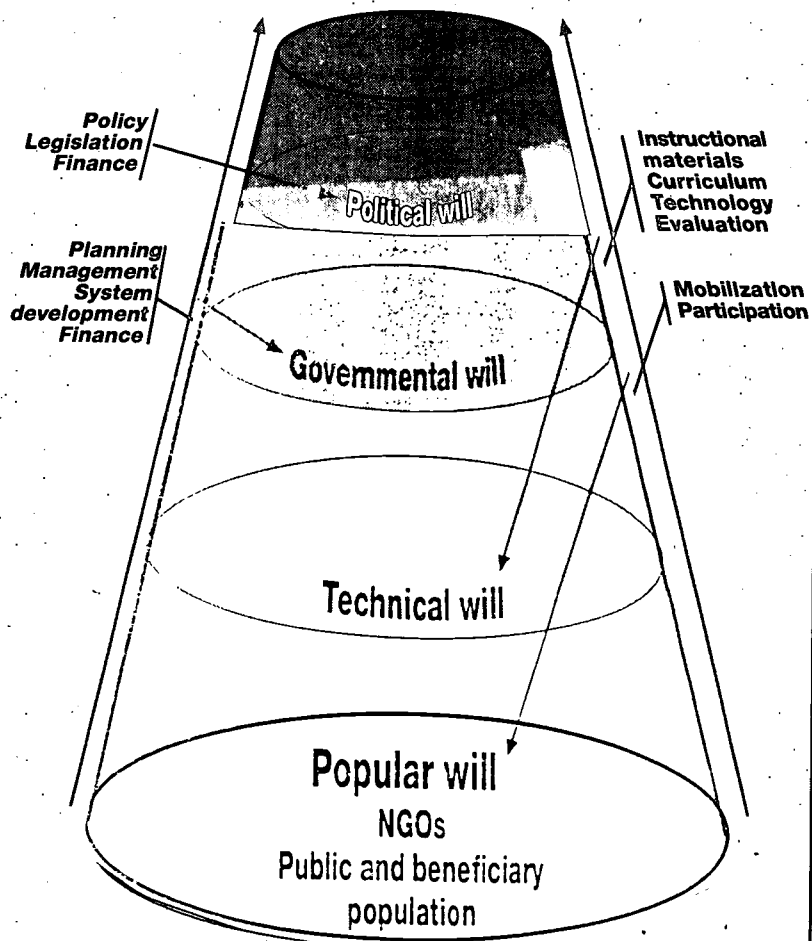 Policy
Legislation
Finance
Political will
Instructional
materials
Curriculum
Technology
Evaluation
Planning
Management
System
development
Finance
Mobilization
Participation
Governmental will
Technical will
Popular will
NGOs
Public and beneficiary
population